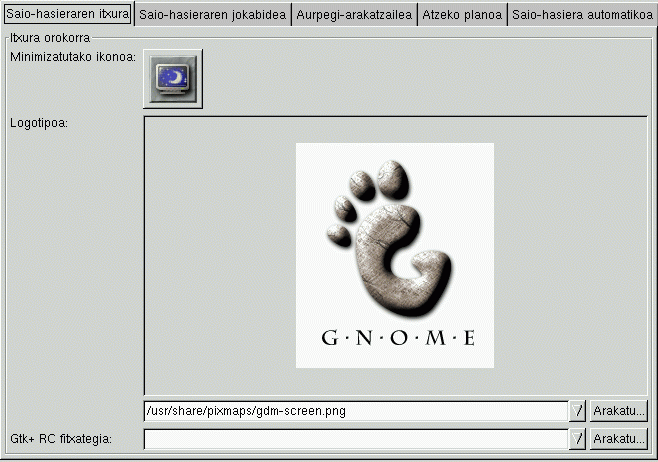 Saio-hasieraren itxura Saio-hasieraren jokabidea Aurpegi-arakatzailea Atzeko planoa Saio-hasiera automatikoa
Itxura orokorra
Minimizatutako ikonoa:
Logotipoa:
G·N·O·M·E
/usr/share/pixmaps/gdm-screen.png Arakatu...
Gtk+ RC fitxategia: Arakatu...